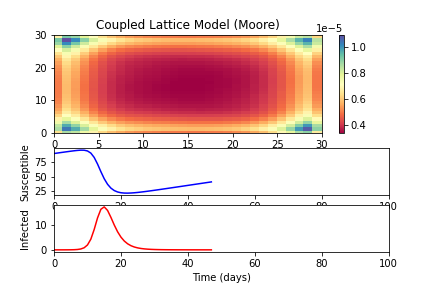 Coupled Lattice Model (Moore)
1e−5
30
20
10
0
0 5 10 15 20 25 30
1.0
0.8
0.6
0.4
Susceptible
75
50
25
0 20 40 60 80 100
Infected
10
0
0 20 40 60 80 100
Time (days)